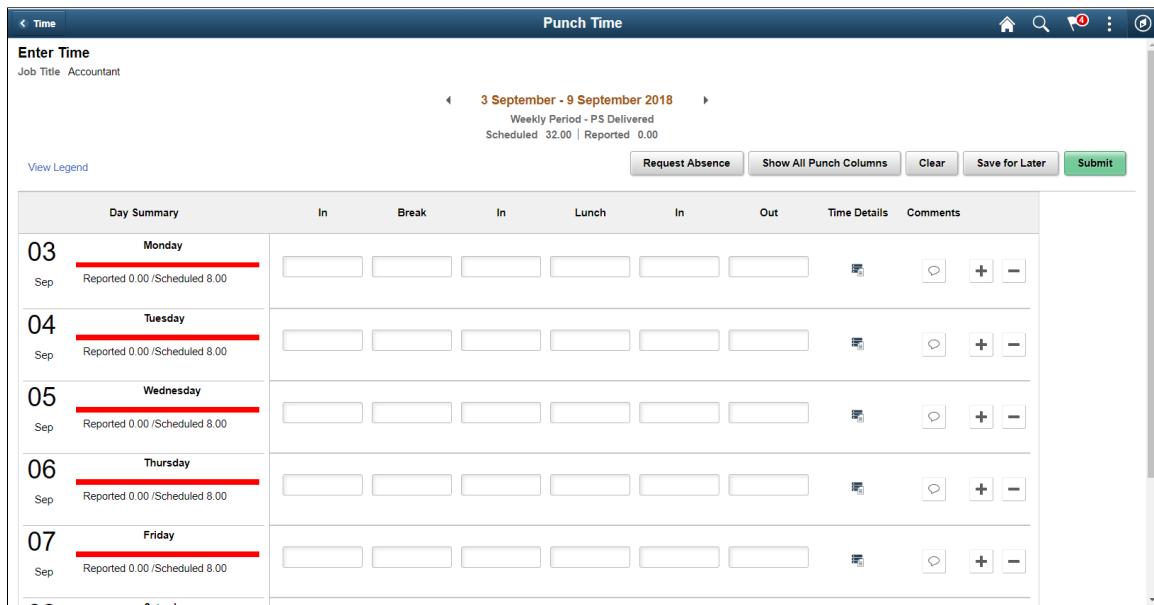 Time
Punch Time
4
Enter Time
Job Title Accountant
3 September - 9 September 2018
Weekly Period - PS Delivered
Scheduled 32.00 | Reported 0.00
View Legend
Request Absence
Show All Punch Columns
Clear
Save for Later
Submit
Day Summary In Break In Lunch In Out Time Details Comments
03 Monday
Sep Reported 0.00 /Scheduled 8.00
04 Tuesday
Sep Reported 0.00 /Scheduled 8.00
05 Wednesday
Sep Reported 0.00 /Scheduled 8.00
06 Thursday
Sep Reported 0.00 /Scheduled 8.00
07 Friday
Sep Reported 0.00 /Scheduled 8.00